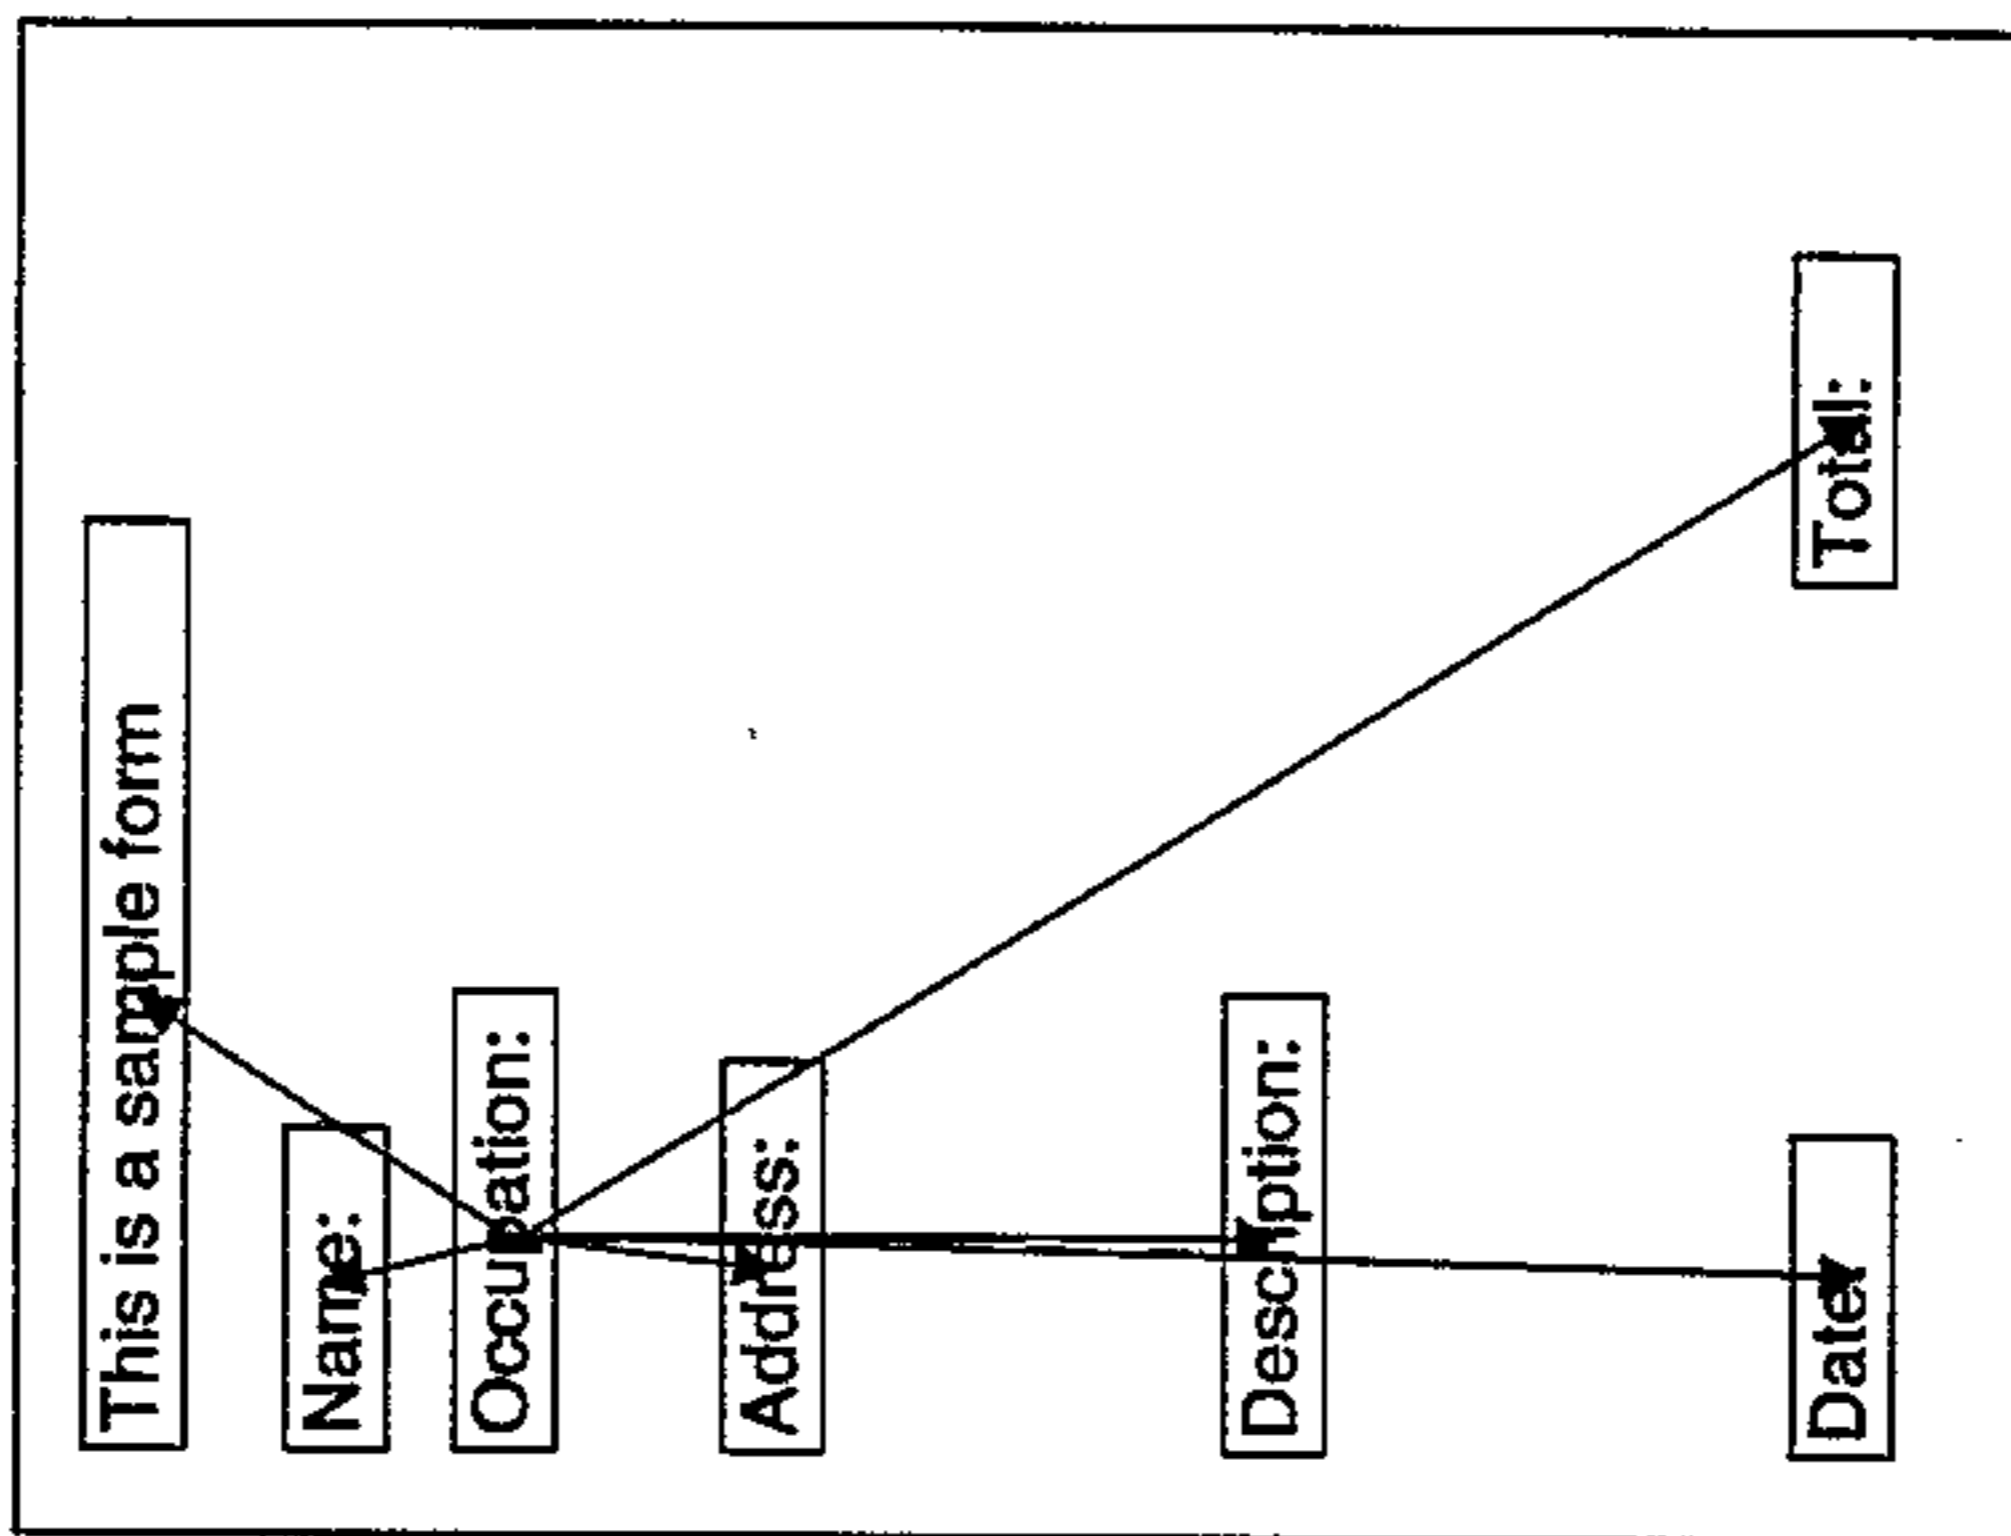 This is a sample form
Name:
Occupation:
Address:
Description:
Date:
Total: